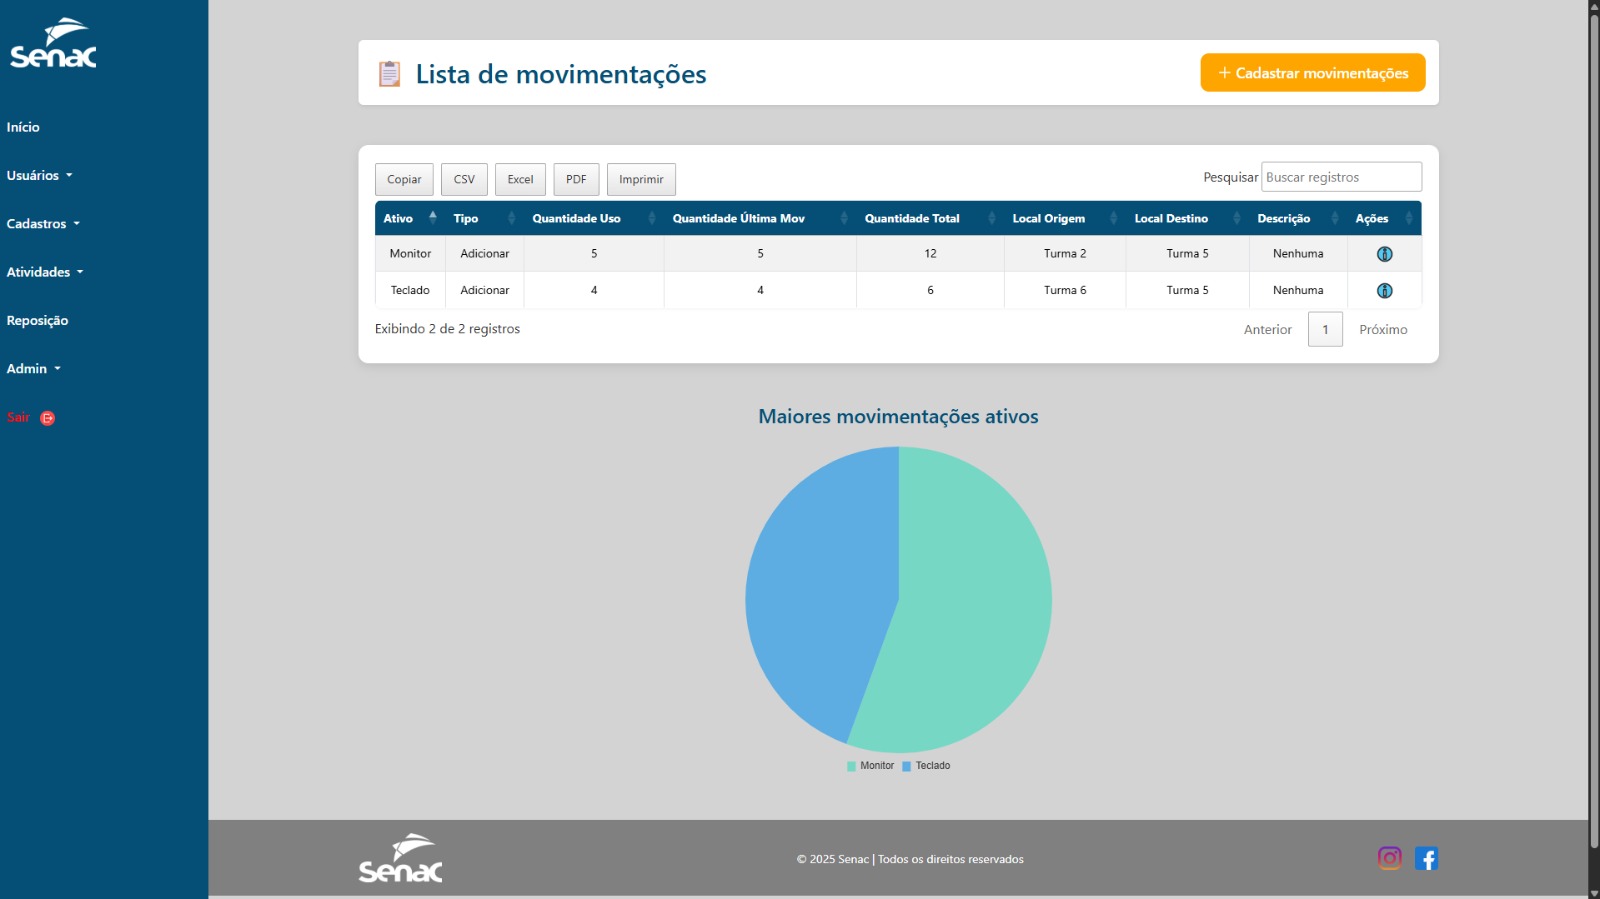 Senac
Início
Usuários
Cadastros
Atividades
Reposição
Admin
Sair
Lista de movimentações
+ Cadastrar movimentações
Copiar CSV Excel PDF Imprimir
Pesquisar Buscar registros
Ativo Tipo Quantidade Uso Quantidade Última Mov Quantidade Total Local Origem Local Destino Descrição Ações
Monitor Adicionar 5 5 12 Turma 2 Turma 5 Nenhuma
Teclado Adicionar 4 4 6 Turma 6 Turma 5 Nenhuma
Exibindo 2 de 2 registros
Anterior 1 Próximo
Maiores movimentações ativos
Monitor Teclado
Senac
© 2025 Senac | Todos os direitos reservados